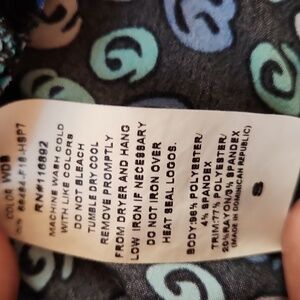 COLOR WDB
RN#116892
MACHINE WASH COLD
WITH LIKE COLORS
DO NOT BLEACH
TUMBLE DRY COOL
REMOVE PROMPTLY
FROM DRYER AND HANG
LOW IRON IF NECESSARY
DO NOT IRON OVER
HEAT SEAL LOGOS.
BODY:96% POLYESTER/
4% SPANDEX
TRIM:77% POLYESTER/
20%RAYON/3% SPANDEX
(MADE IN DOMINICAN REPUBLIC)